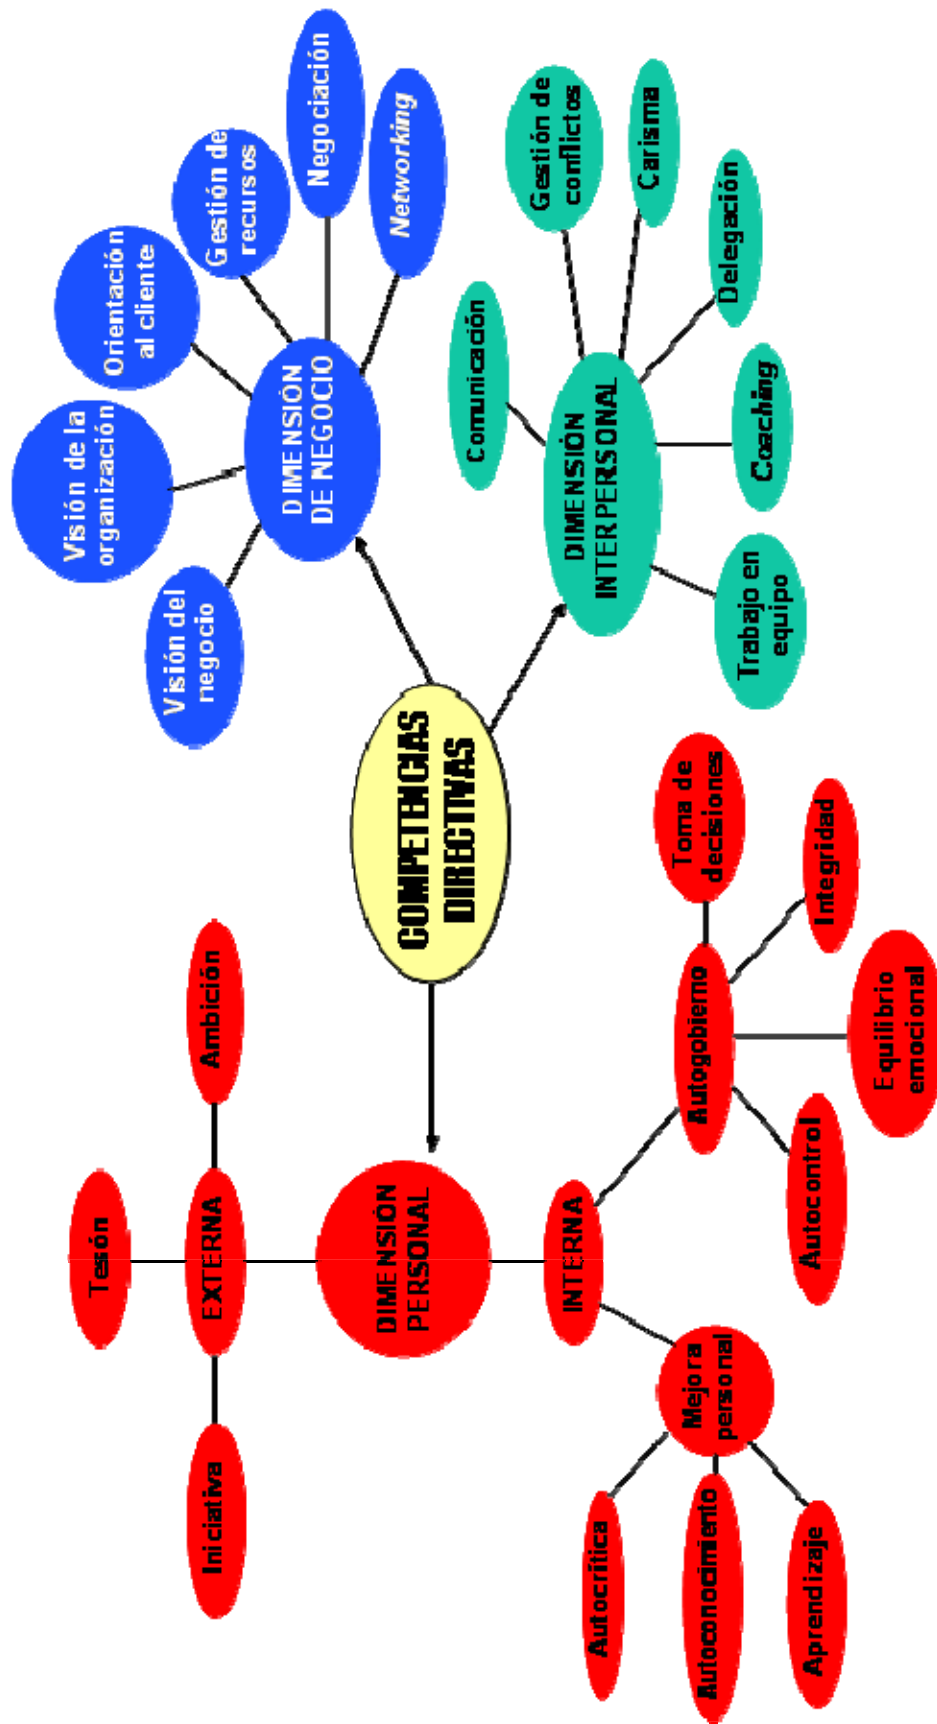 Tesón
Iniciativa
EXTERNA
Ambición
DIMENSIÓN
PERSONAL
INTERNA
Autocrítica
Mejora
personal
Autoconocimiento
Aprendizaje
Autogobierno
Toma de
decisiones
Autocontrol
Integridad
Equilibrio
emocional
COMPETENCIAS
DIRECTIVAS
Visión del
negocio
Visión de la
organización
Orientación
al cliente
Gestión de
recursos
Negociación
Networking
DIMENSIÓN
DE NEGOCIO
Comunicación
Gestión de
conflictos
Carisma
DIMENSIÓN
INTERPERSONAL
Delegación
Coaching
Trabajo en
equipo